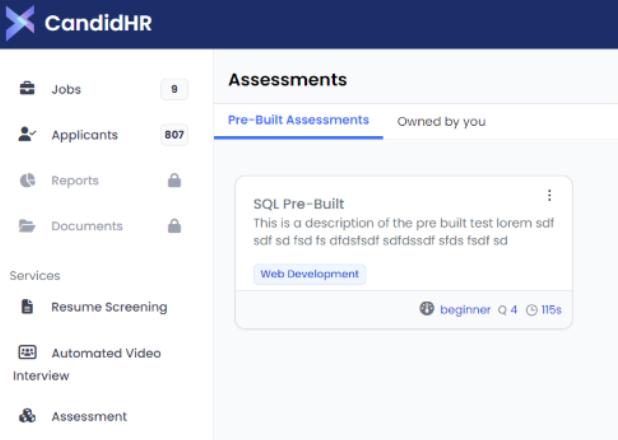 CandidHR
Jobs 9
Applicants 807
Reports
Documents
Services
Resume Screening
Automated Video
Interview
Assessment
Assessments
Pre-Built Assessments Owned by you
SQL Pre-Built
This is a description of the pre built test lorem sdf
sdf sd fsd fs dfdsfsdf sdfdssdf sfds fsdf sd
Web Development
beginner Q 4 115s